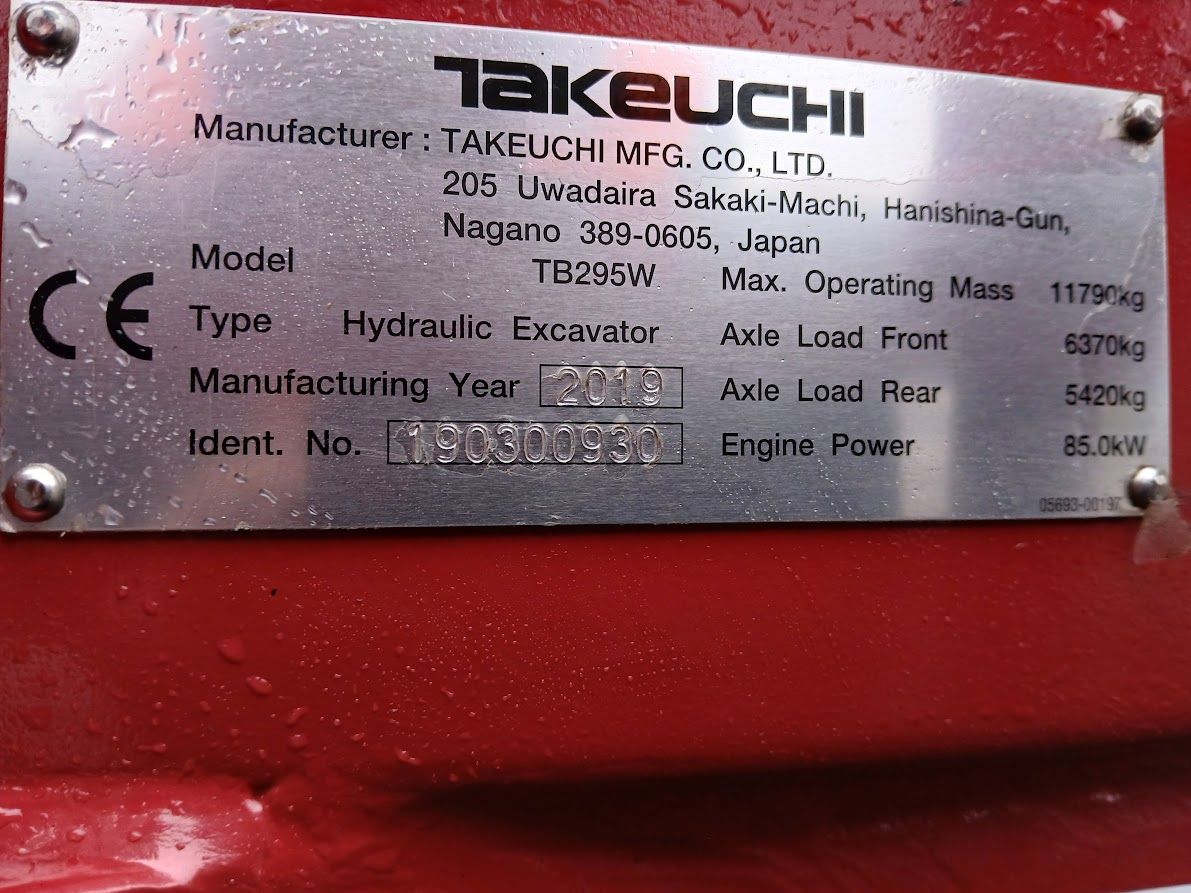 TAKEUCHI
Manufacturer : TAKEUCHI MFG. CO., LTD.
205 Uwadaira Sakaki-Machi, Hanishina-Gun,
Nagano 389-0605, Japan
Model TB295W Max. Operating Mass 11790kg
CE Type Hydraulic Excavator Axle Load Front 6370kg
Manufacturing Year 2019 Axle Load Rear 5420kg
Ident. No. 190300930 Engine Power 85.0kW
05693-00197